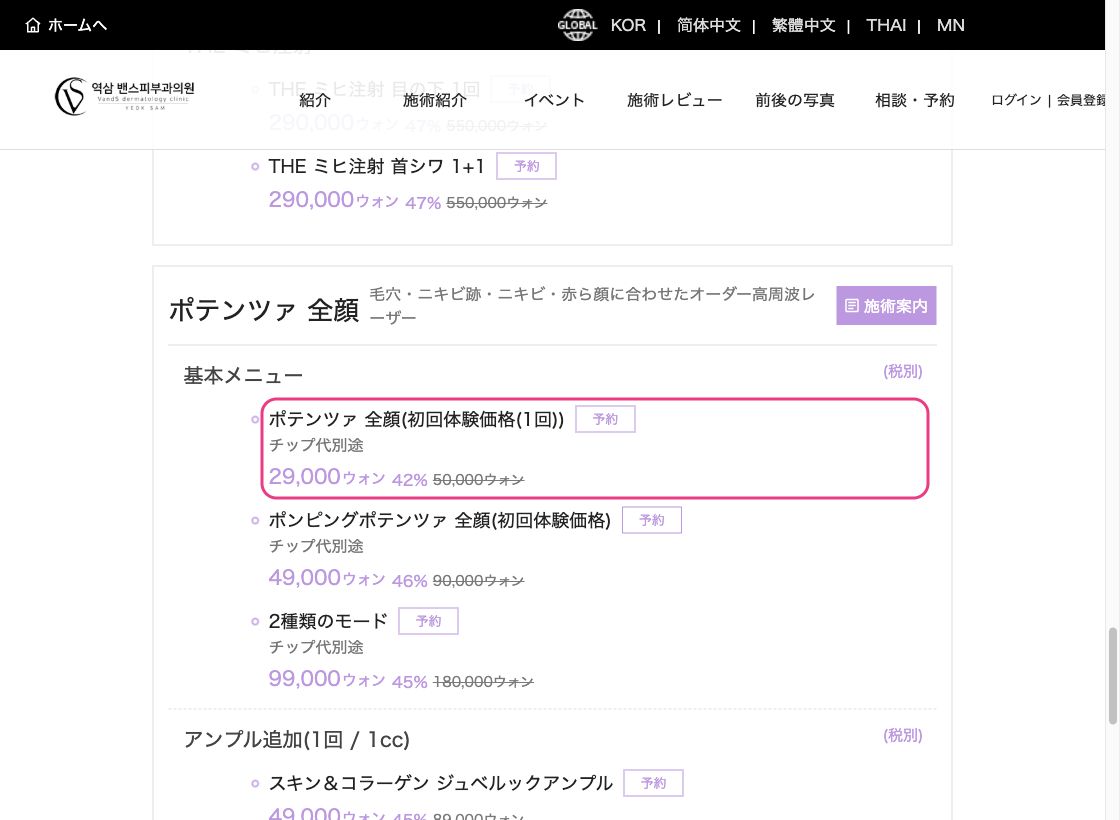 ホームへ
GLOBAL KOR | 简体中文 | 繁體中文 | THAI | MN
역삼 밴스피부과의원
VandS dermatology clinic
YEOK SAM
紹介 施術紹介 イベント 施術レビュー 前後の写真 相談・予約 ログイン | 会員登録
THE ミヒ注射 目の下 1回 予約
290,000ウォン 47% 550,000ウォン
THE ミヒ注射 首シワ 1+1 予約
290,000ウォン 47% 550,000ウォン
ポテンツァ 全顔 毛穴・ニキビ跡・ニキビ・赤ら顔に合わせたオーダー高周波レ
ーザー
施術案内
基本メニュー (税別)
ポテンツァ 全顔(初回体験価格(1回)) 予約
チップ代別途
29,000ウォン 42% 50,000ウォン
ポンピングポテンツァ 全顔(初回体験価格) 予約
チップ代別途
49,000ウォン 46% 90,000ウォン
2種類のモード 予約
チップ代別途
99,000ウォン 45% 180,000ウォン
アンプル追加(1回 / 1cc) (税別)
スキン＆コラーゲン ジュベルックアンプル 予約
49,000ウォン 45% 89,000ウォン